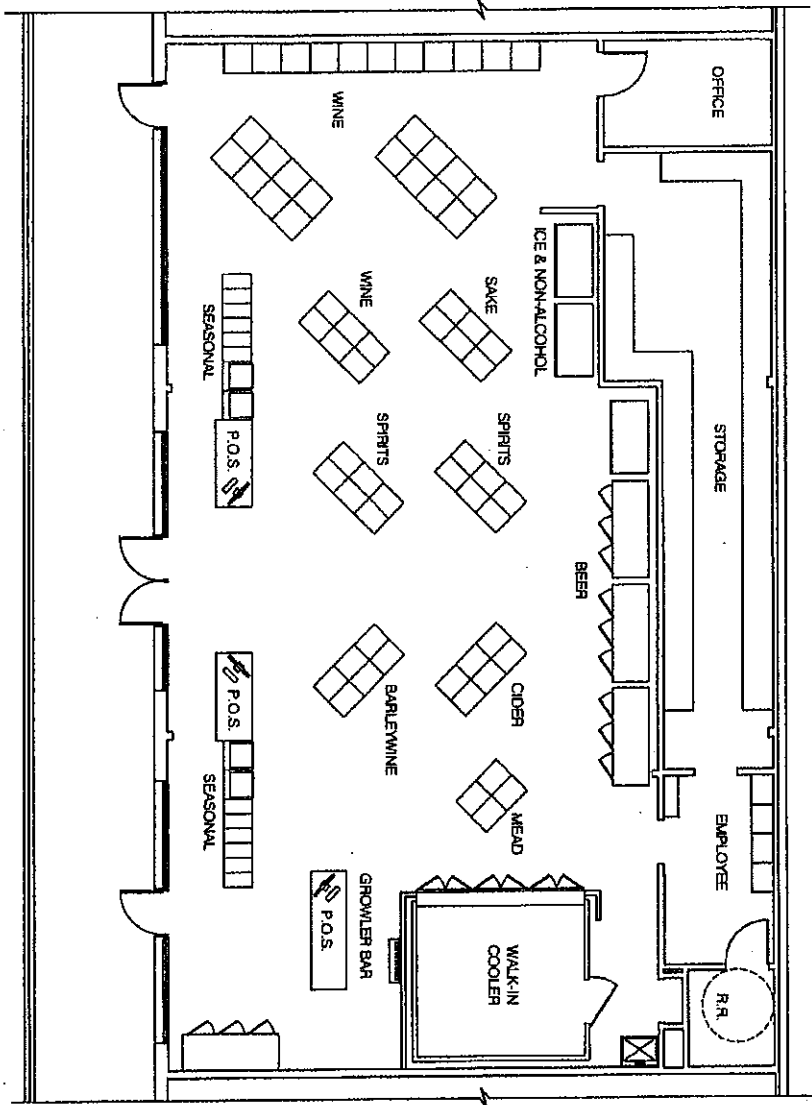 OFFICE
STORAGE
EMPLOYEE
R.R.
ICE & NON-ALCOHOL
BEER
WALK-IN
COOLER
SAKE
SPIRITS
CIDER
MEAD
WINE
WINE
SPIRITS
BARLEYWINE
GROWLER BAR
P.O.S.
SEASONAL
P.O.S.
P.O.S.
SEASONAL